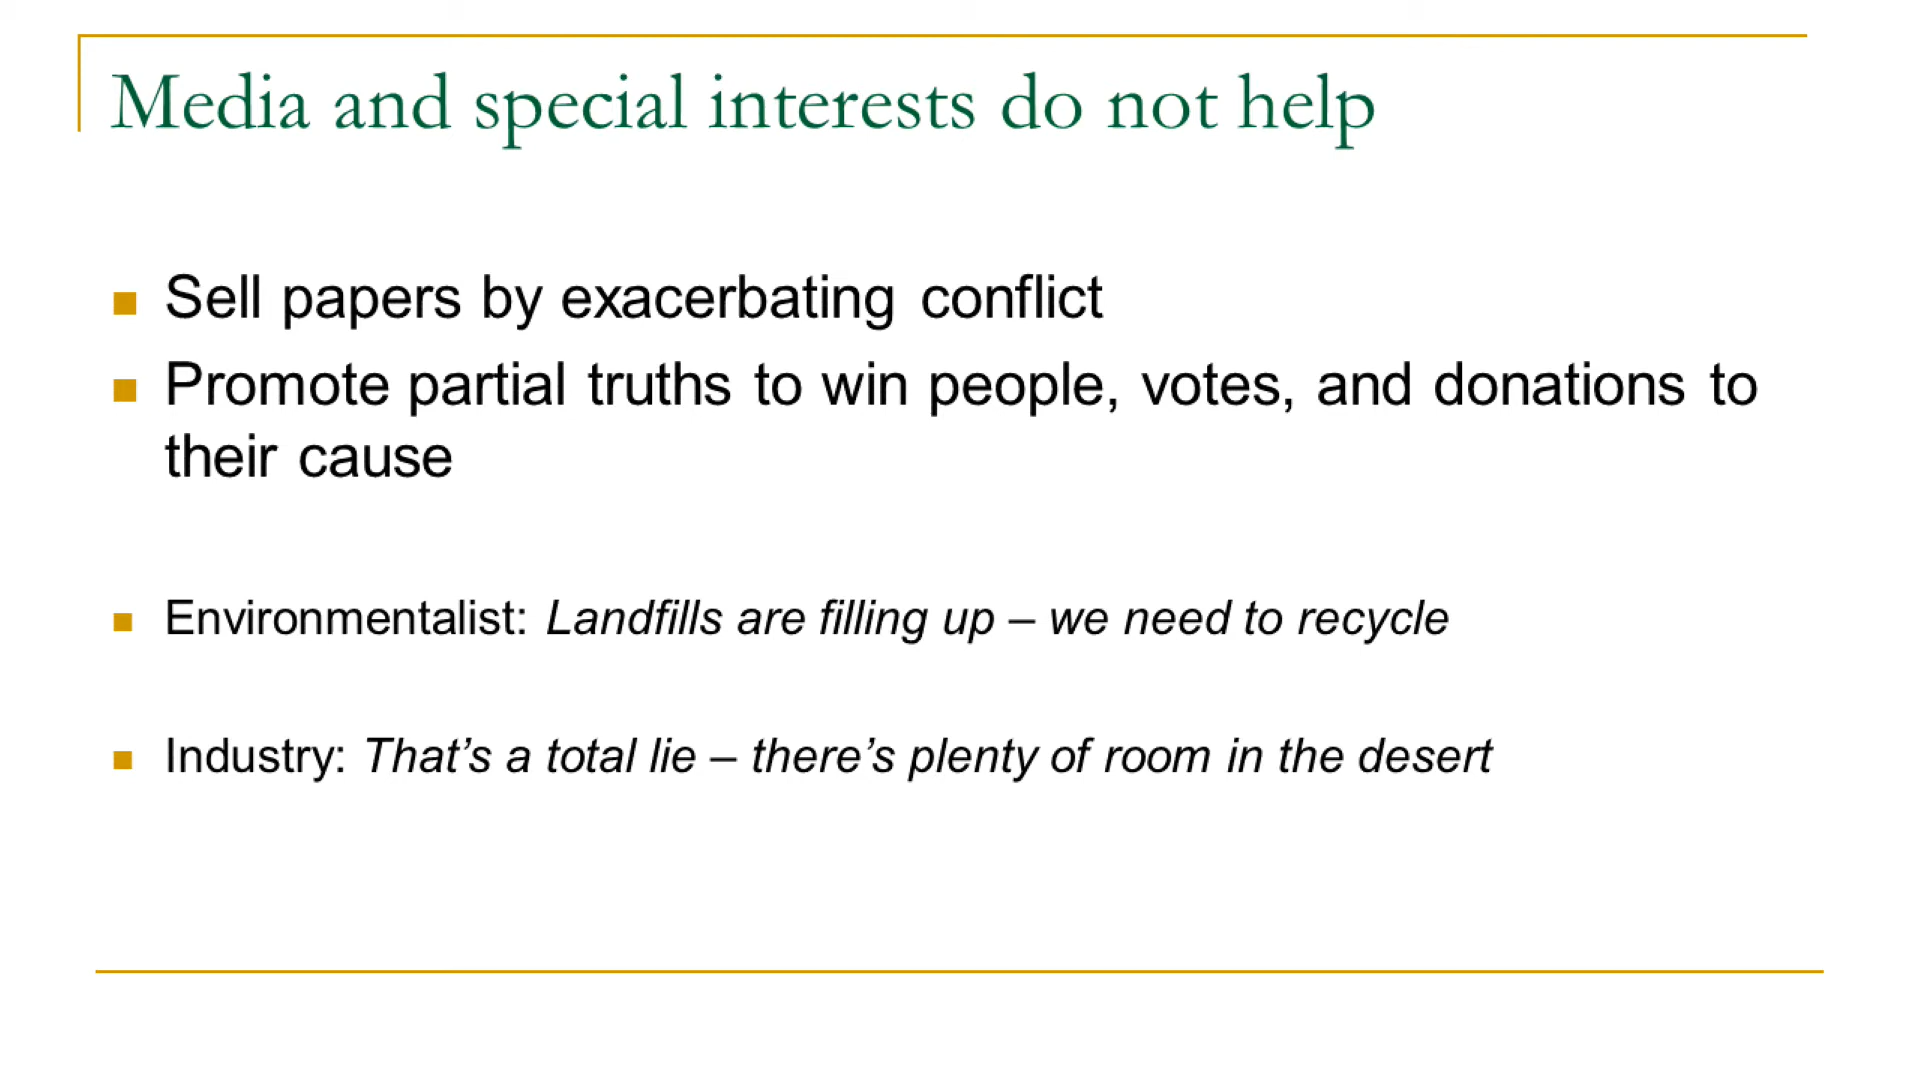 Media and special interests do not help
Sell papers by exacerbating conflict
Promote partial truths to win people, votes, and donations to
their cause
Environmentalist: Landfills are filling up – we need to recycle
Industry: That’s a total lie – there’s plenty of room in the desert